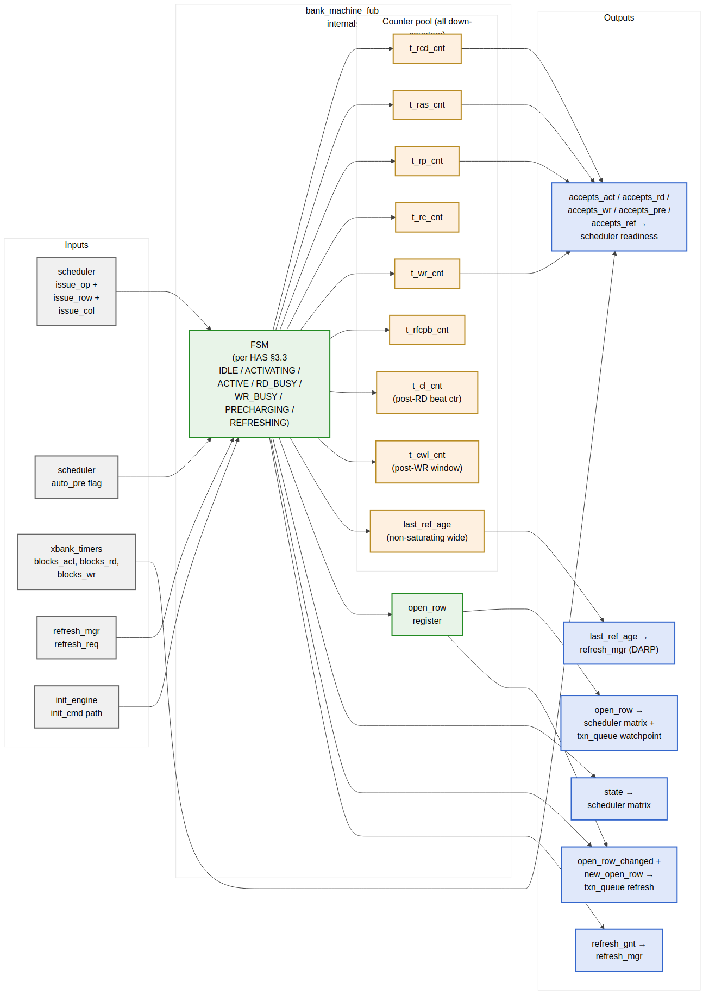 bank_machine_fub
internals
Counter pool (all down-
counters)
Outputs
t_rcd_cnt
t_ras_cnt
t_rp_cnt
t_rc_cnt
t_wr_cnt
t_rfcpb_cnt
t_cl_cnt
(post-RD beat ctr)
t_cwl_cnt
(post-WR window)
last_ref_age
(non-saturating wide)
open_row
register
Inputs
scheduler
issue_op +
issue_row +
issue_col
scheduler
auto_pre flag
xbank_timers
blocks_act, blocks_rd,
blocks_wr
refresh_mgr
refresh_req
init_engine
init_cmd path
FSM
(per HAS §3.3
IDLE / ACTIVATING /
ACTIVE / RD_BUSY /
WR_BUSY /
PRECHARGING /
REFRESHING)
accepts_act / accepts_rd /
accepts_wr / accepts_pre /
accepts_ref →
scheduler readiness
last_ref_age →
refresh_mgr (DARP)
open_row →
scheduler matrix +
txn_queue watchpoint
state →
scheduler matrix
open_row_changed +
new_open_row →
txn_queue refresh
refresh_gnt →
refresh_mgr